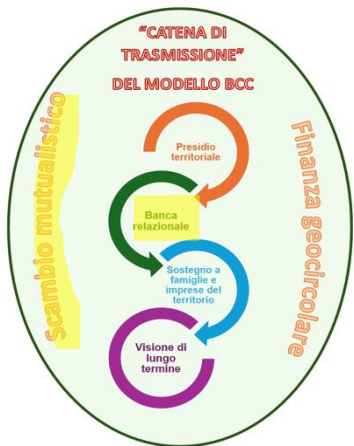 “CATENA DI
TRASMISSIONE”
DEL MODELLO BCC
Scambio mutualistico
Finanza geocircolare
Presidio
territoriale
Banca
relazionale
Sostegno a
famiglie e
imprese del
territorio
Visione di
lungo
termine